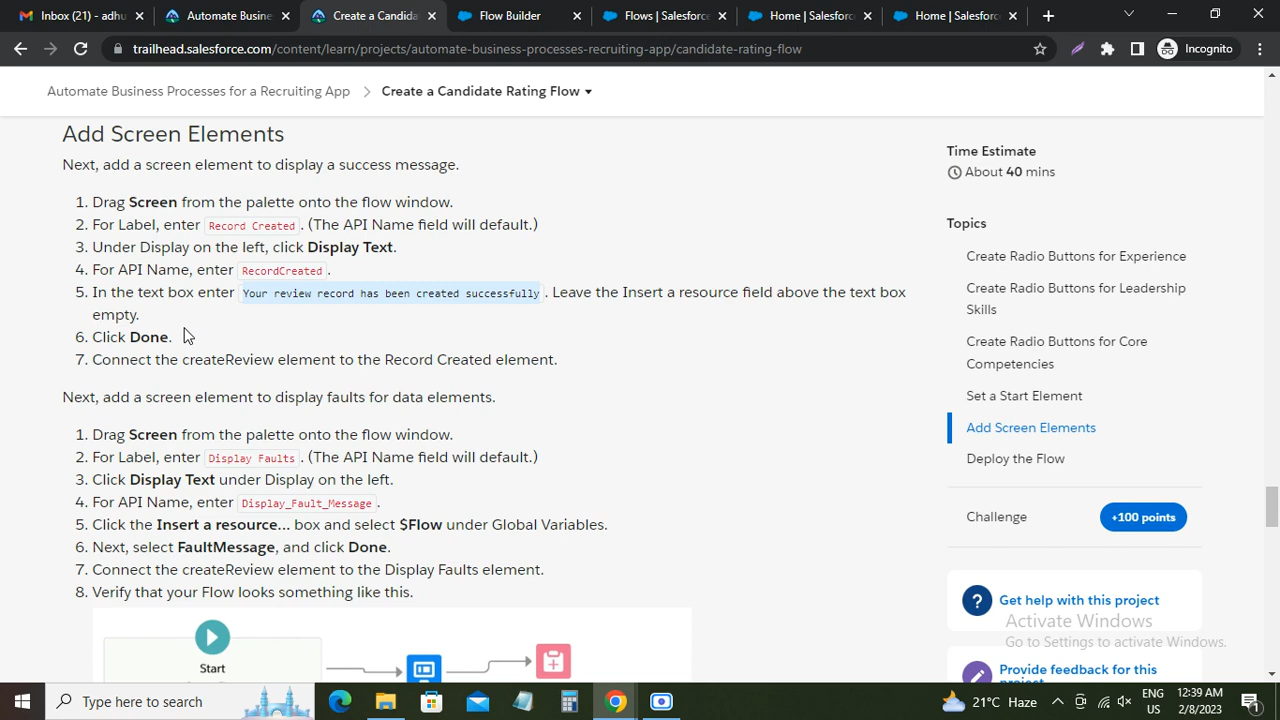 Inbox (21) - adhu
Automate Busine
Create a Candida
Flow Builder
Flows | Salesforce
Home | Salesforc
Home | Salesforc
trailhead.salesforce.com/content/learn/projects/automate-business-processes-recruiting-app/candidate-rating-flow
Incognito
Automate Business Processes for a Recruiting App > Create a Candidate Rating Flow
Add Screen Elements
Next, add a screen element to display a success message.
1. Drag Screen from the palette onto the flow window.
2. For Label, enter Record Created. (The API Name field will default.)
3. Under Display on the left, click Display Text.
4. For API Name, enter RecordCreated.
5. In the text box enter Your review record has been created successfully. Leave the Insert a resource field above the text box
empty.
6. Click Done.
7. Connect the createReview element to the Record Created element.
Next, add a screen element to display faults for data elements.
1. Drag Screen from the palette onto the flow window.
2. For Label, enter Display Faults. (The API Name field will default.)
3. Click Display Text under Display on the left.
4. For API Name, enter Display_Fault_Message.
5. Click the Insert a resource... box and select $Flow under Global Variables.
6. Next, select FaultMessage, and click Done.
7. Connect the createReview element to the Display Faults element.
8. Verify that your Flow looks something like this.
Start
Time Estimate
About 40 mins
Topics
Create Radio Buttons for Experience
Create Radio Buttons for Leadership
Skills
Create Radio Buttons for Core
Competencies
Set a Start Element
Add Screen Elements
Deploy the Flow
Challenge
+100 points
Get help with this project
Activate Windows
Go to Settings to activate Windows.
Provide feedback for this
project
Type here to search
21°C Haze
ENG
US
12:39 AM
2/8/2023
1